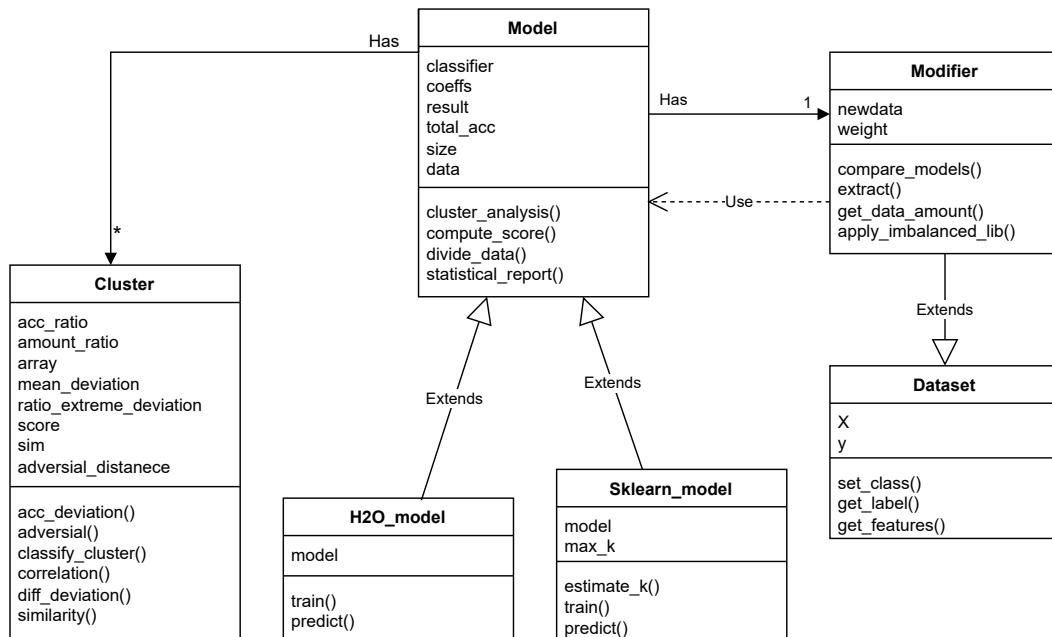 Model
classifier
coeffs
result
total_acc
size
data
cluster_analysis()
compute_score()
divide_data()
statistical_report()
Has
*
Has
1
Use
Modifier
newdata
weight
compare_models()
extract()
get_data_amount()
apply_imbalanced_lib()
Extends
Cluster
acc_ratio
amount_ratio
array
mean_deviation
ratio_extreme_deviation
score
sim
adversial_distanece
acc_deviation()
adversial()
classify_cluster()
correlation()
diff_deviation()
similarity()
Extends
Extends
H2O_model
model
train()
predict()
Sklearn_model
model
max_k
estimate_k()
train()
predict()
Dataset
X
y
set_class()
get_label()
get_features()